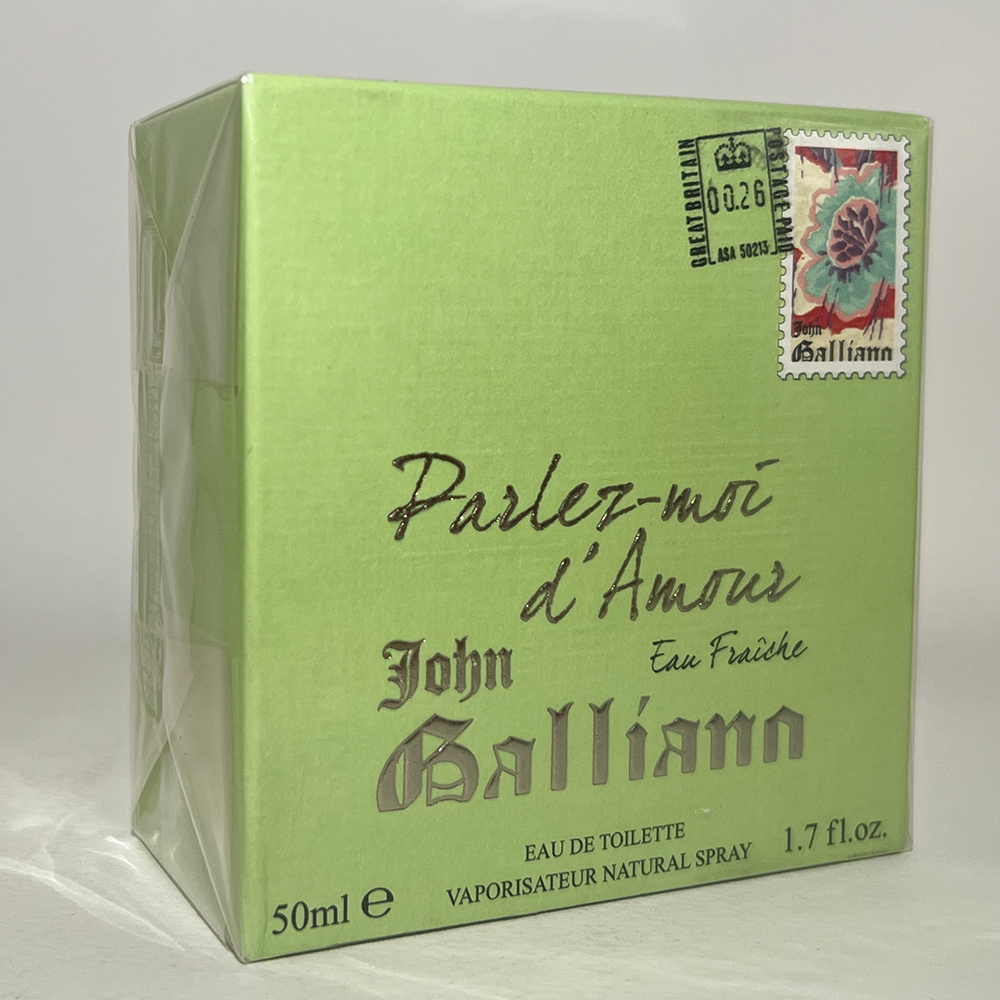 GREAT BRITAIN
00.26
ASA 50213
POSTAGE PAID
John
Galliano
Parlez-moi
d'Amour
Eau Fraîche
John
Galliano
EAU DE TOILETTE
VAPORISATEUR NATURAL SPRAY
50ml e
1.7 fl.oz.